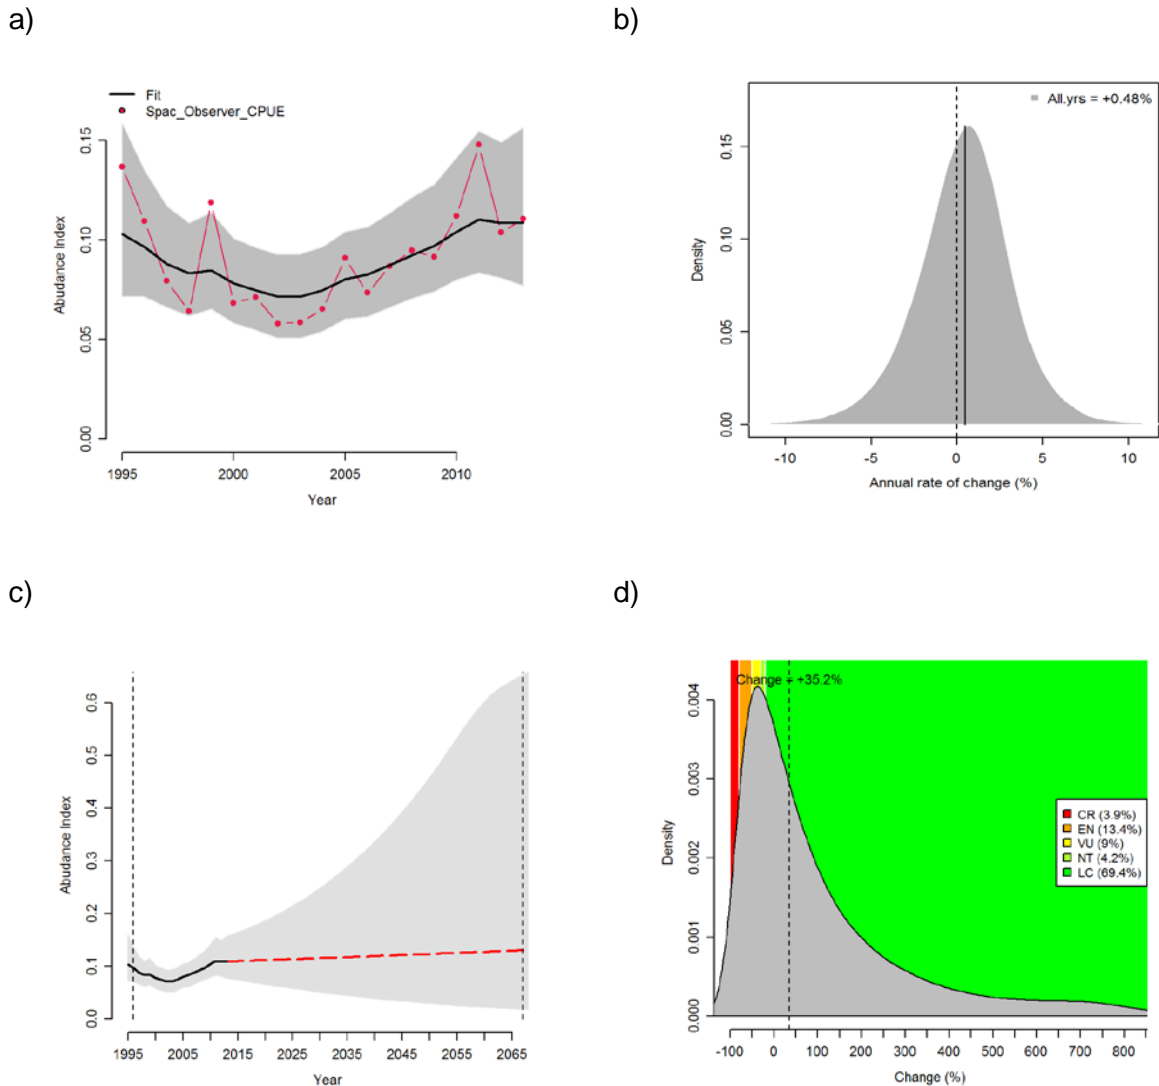 a)
b)
Fit
Spac_Observer_CPUE
0.15
0.10
0.05
0.00
Abudance Index
1995
2000
2005
2010
Year
All.yrs = +0.48%
0.15
0.10
0.05
0.00
Density
-10
-5
0
5
10
Annual rate of change (%)
c)
d)
0.6
0.5
0.4
0.3
0.2
0.1
0.0
Abudance Index
1995
2005
2015
2025
2035
2045
2055
2065
Year
Change = +35.2%
0.004
0.003
0.002
0.001
0.000
Density
CR (3.9%)
EN (13.4%)
VU (9%)
NT (4.2%)
LC (69.4%)
-100
0
100
200
300
400
500
600
700
800
Change (%)